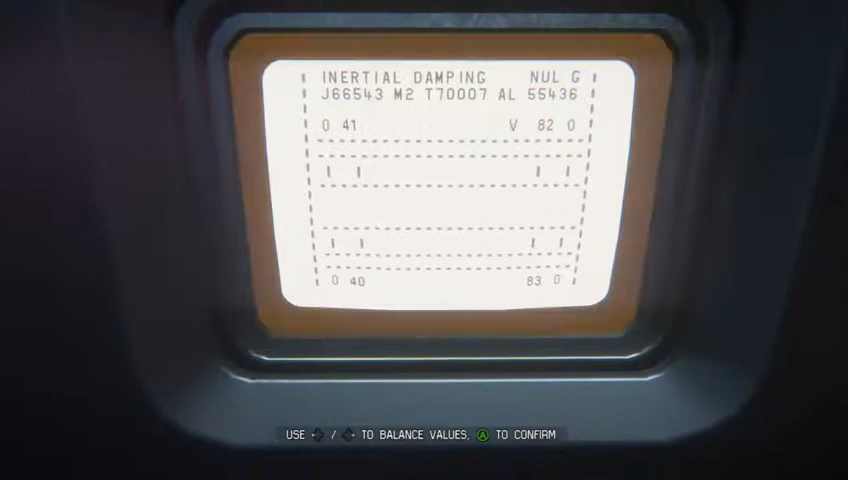 INERTIAL DAMPING NUL G
J66543 M2 T70007 AL 55436
0 41 V 82 0
0 40 83 0
USE / TO BALANCE VALUES, A TO CONFIRM